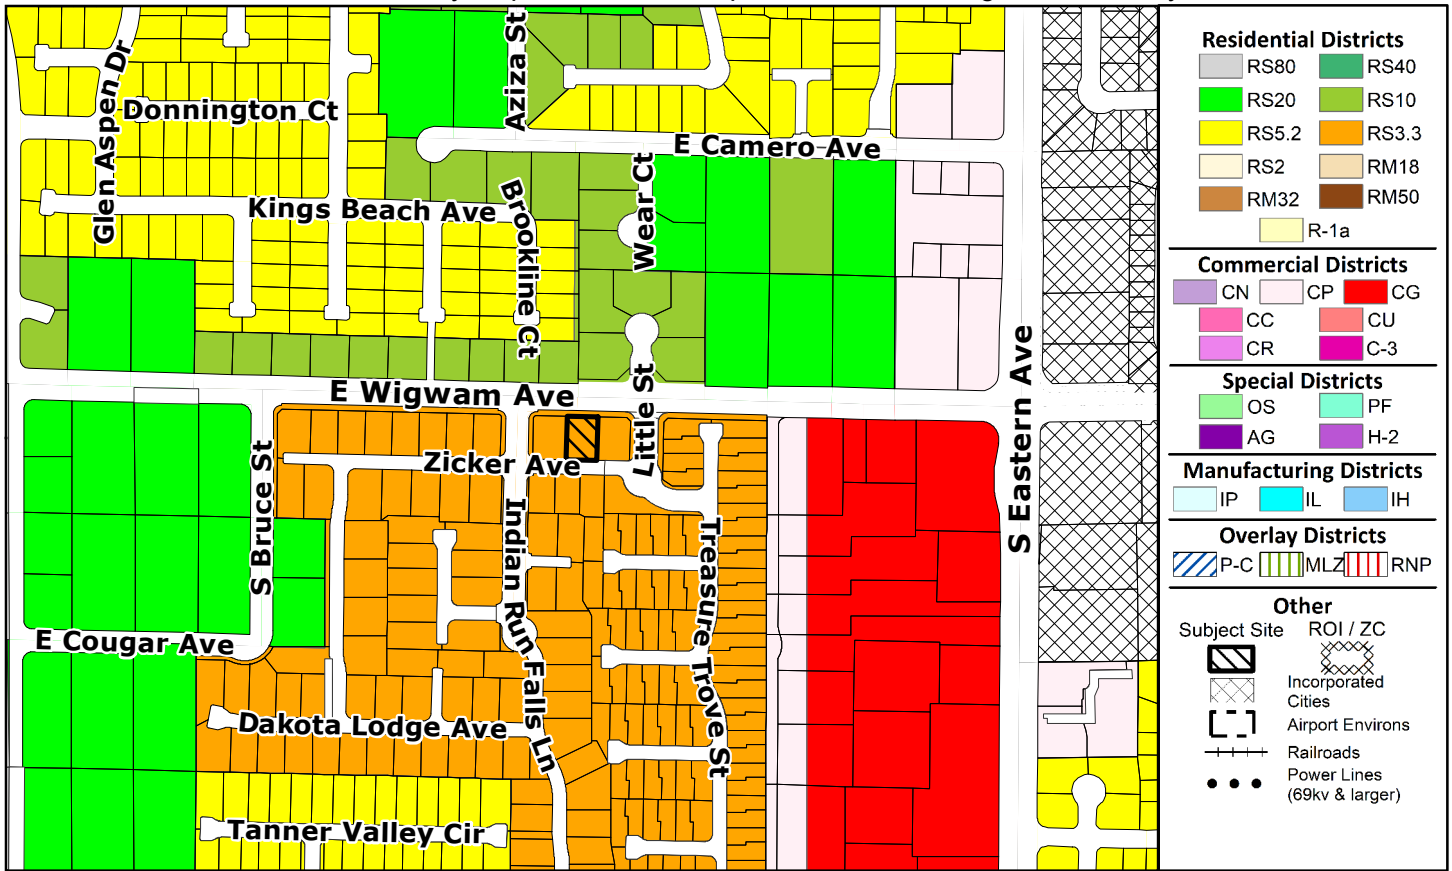 Aziza St
Glen Aspen Dr
Donnington Ct
E Camero Ave
Wear Ct
Kings Beach Ave
Brookline Ct
E Wigwam Ave
Little St
S Eastern Ave
Zicker Ave
S Bruce St
Indian Run Falls Ln
Treasure Trove St
E Cougar Ave
Dakota Lodge Ave
Tanner Valley Cir
Residential Districts
RS80 RS40
RS20 RS10
RS5.2 RS3.3
RS2 RM18
RM32 RM50
R-1a
Commercial Districts
CN CP CG
CC CU
CR C-3
Special Districts
OS PF
AG H-2
Manufacturing Districts
IP IL IH
Overlay Districts
P-C MLZ RNP
Other
Subject Site ROI / ZC
Incorporated
Cities
Airport Environs
Railroads
Power Lines
(69kv & larger)